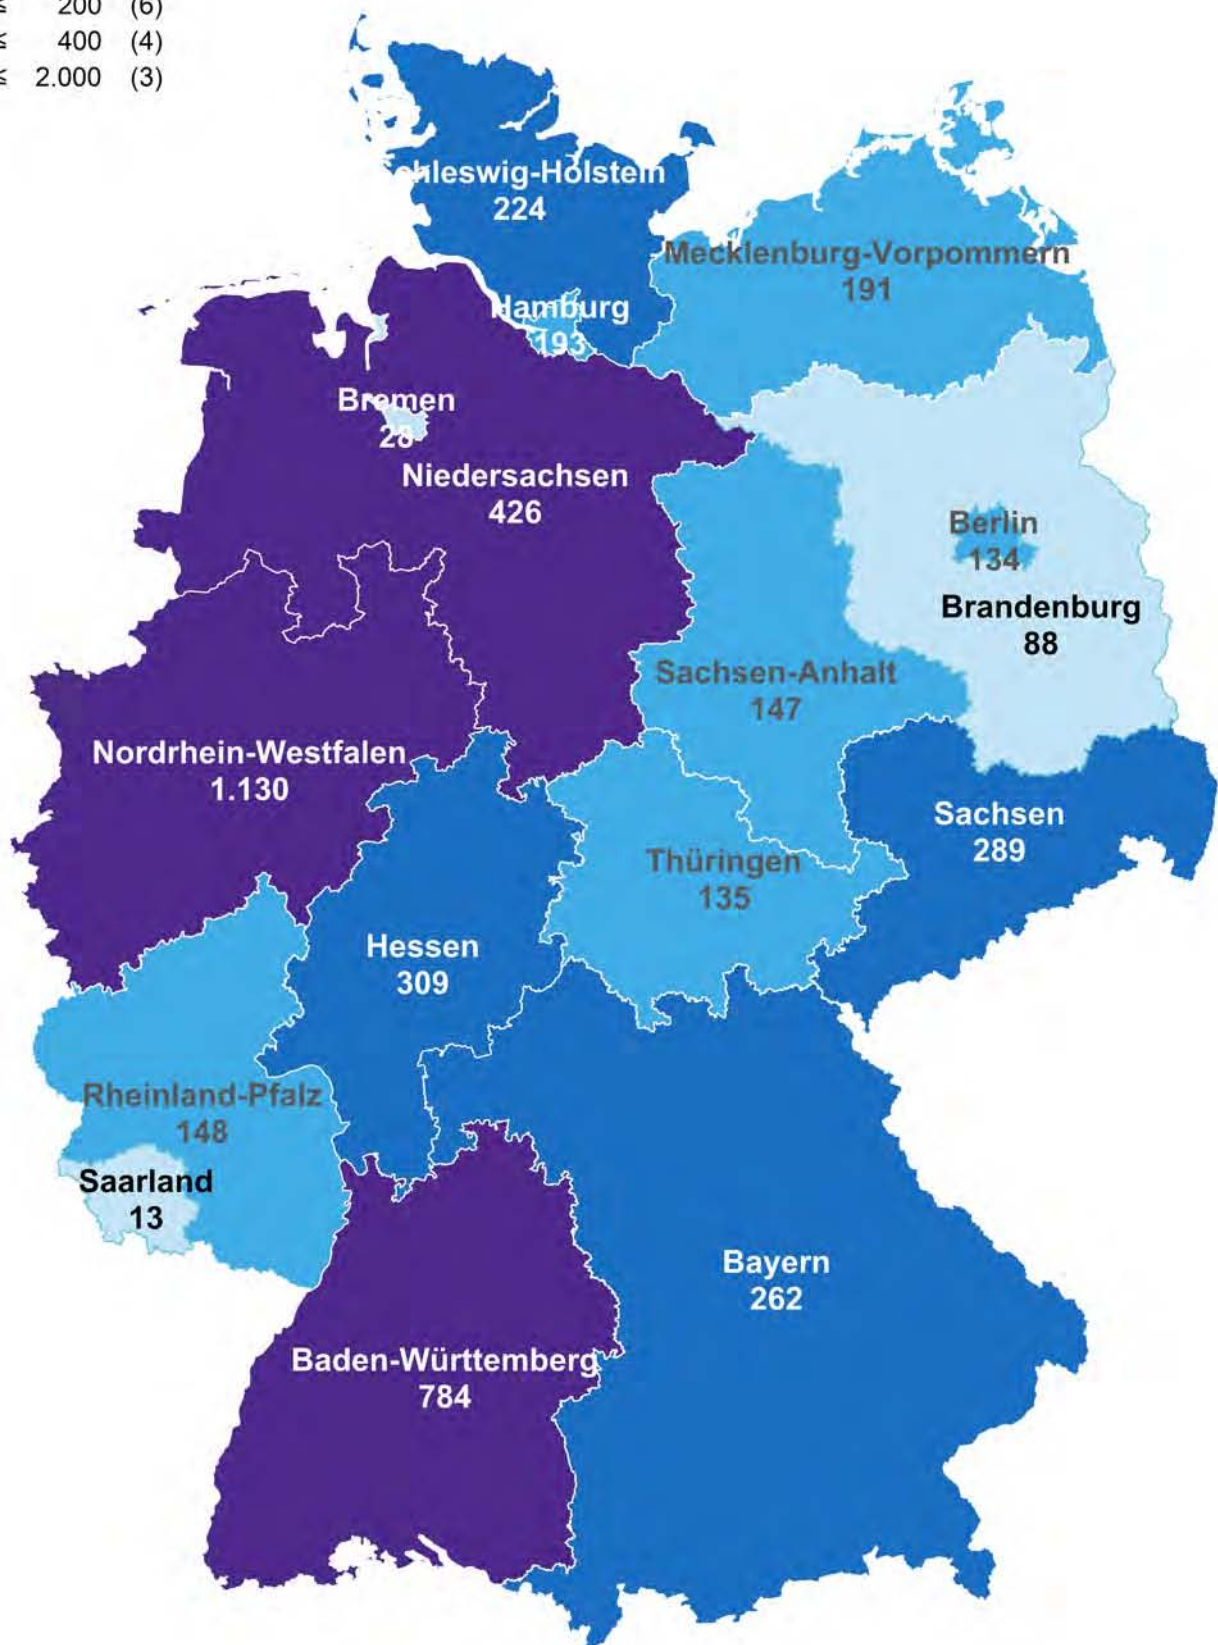 ≤ 200 (6)
≤ 400 (4)
≤ 2.000 (3)
Schleswig-Holstein
224
Mecklenburg-Vorpommern
191
Hamburg
193
Bremen
28
Niedersachsen
426
Berlin
134
Brandenburg
88
Sachsen-Anhalt
147
Nordrhein-Westfalen
1.130
Sachsen
289
Thüringen
135
Hessen
309
Rheinland-Pfalz
148
Saarland
13
Bayern
262
Baden-Württemberg
784